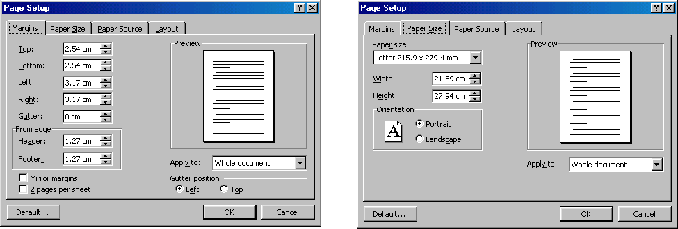 Page Setup
Margins Paper Size Paper Source Layout
Top: 2.54 cm
Bottom: 2.54 cm
Left: 3.17 cm
Right: 3.17 cm
Gutter: 0 cm
From edge
Header: 1.27 cm
Footer: 1.27 cm
Mirror margins
2 pages per sheet
Preview
Apply to: Whole document
Gutter position
Left Top
Default... OK Cancel
Page Setup
Margins Paper Size Paper Source Layout
Paper size
Letter 215.9 x 279.4 mm
Width 21.59 cm
Height 27.94 cm
Orientation
A Portrait
Landscape
Preview
Apply to: Whole document
Default... OK Cancel